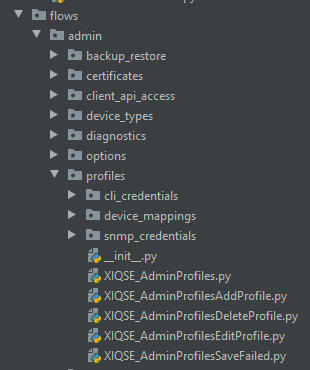 flows
admin
backup_restore
certificates
client_api_access
device_types
diagnostics
options
profiles
cli_credentials
device_mappings
snmp_credentials
__init__.py
XIQSE_AdminProfiles.py
XIQSE_AdminProfilesAddProfile.py
XIQSE_AdminProfilesDeleteProfile.py
XIQSE_AdminProfilesEditProfile.py
XIQSE_AdminProfilesSaveFailed.py